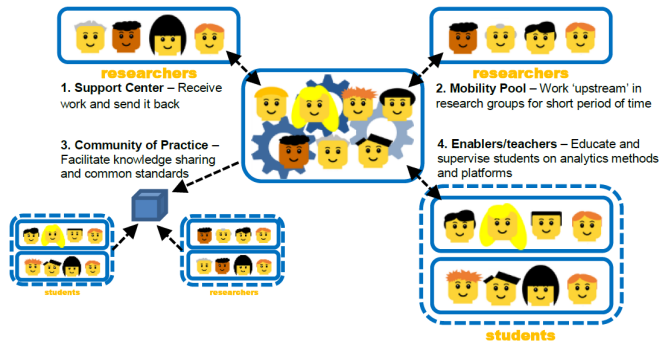 researchers
1. Support Center – Receive
work and send it back
3. Community of Practice –
Facilitate knowledge sharing
and common standards
researchers
2. Mobility Pool – Work ‘upstream’ in
research groups for short period of time
4. Enablers/teachers – Educate and
supervise students on analytics methods
and platforms
students
researchers
students